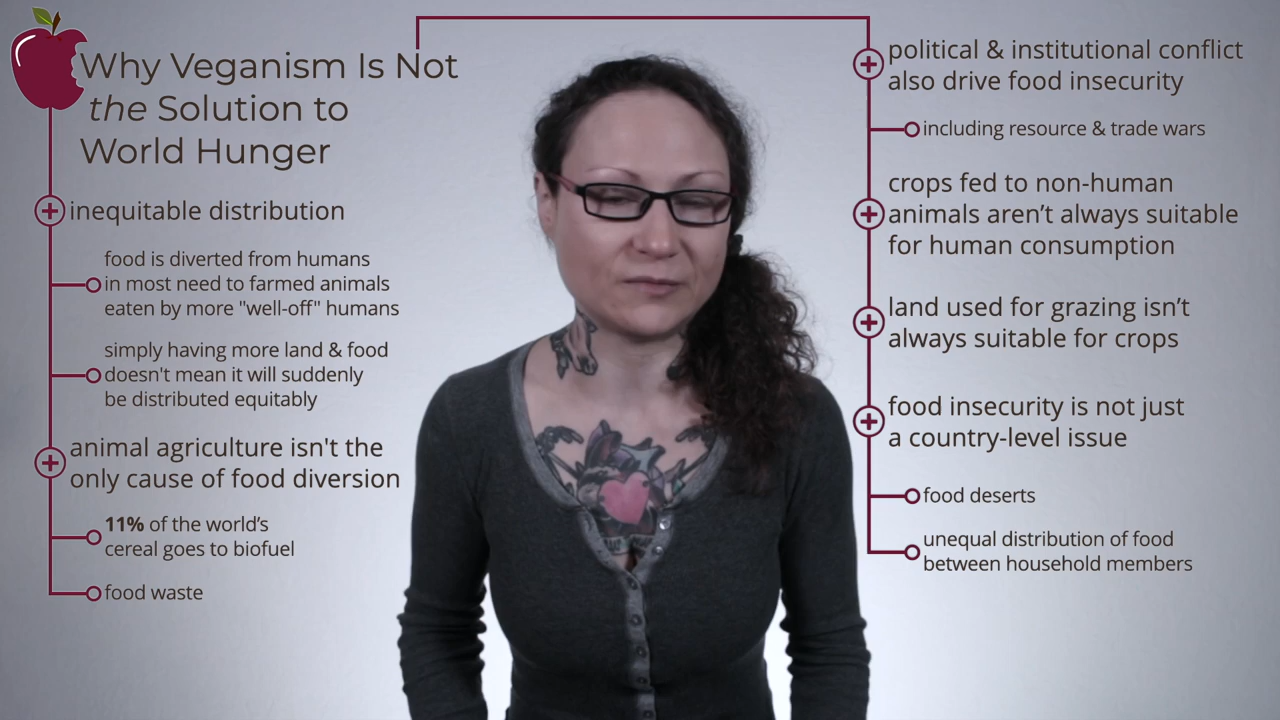 Why Veganism Is Not
the Solution to
World Hunger
inequitable distribution
food is diverted from humans
in most need to farmed animals
eaten by more "well-off" humans
simply having more land & food
doesn't mean it will suddenly
be distributed equitably
animal agriculture isn't the
only cause of food diversion
11% of the world's
cereal goes to biofuel
food waste
political & institutional conflict
also drive food insecurity
including resource & trade wars
crops fed to non-human
animals aren't always suitable
for human consumption
land used for grazing isn't
always suitable for crops
food insecurity is not just
a country-level issue
food deserts
unequal distribution of food
between household members